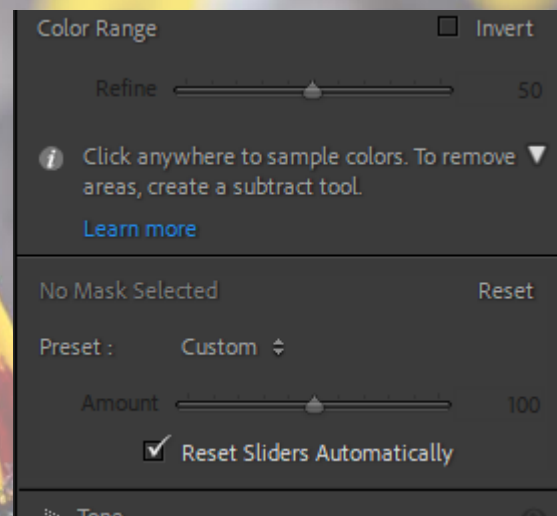 Color Range Invert
Refine 50
Click anywhere to sample colors. To remove
areas, create a subtract tool.
Learn more
No Mask Selected Reset
Preset : Custom
Amount 100
Reset Sliders Automatically
Tone